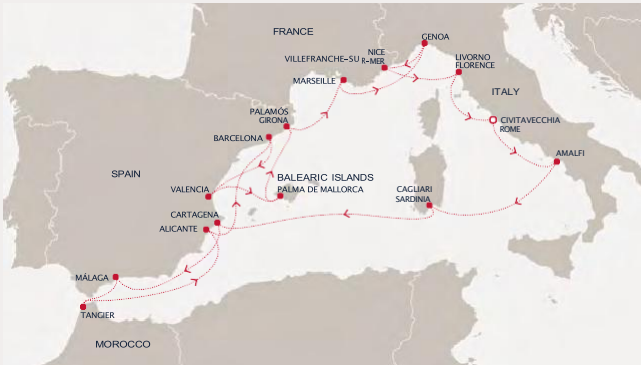 FRANCE
GENOA
NICE
VILLEFRANCHE-SU R-MER
LIVORNO
FLORENCE
MARSEILLE
ITALY
PALAMÓS
GIRONA
CIVITAVECCHIA
ROME
BARCELONA
AMALFI
SPAIN
BALEARIC ISLANDS
VALENCIA
PALMA DE MALLORCA
CAGLIARI
SARDINIA
CARTAGENA
ALICANTE
MÁLAGA
TANGIER
MOROCCO